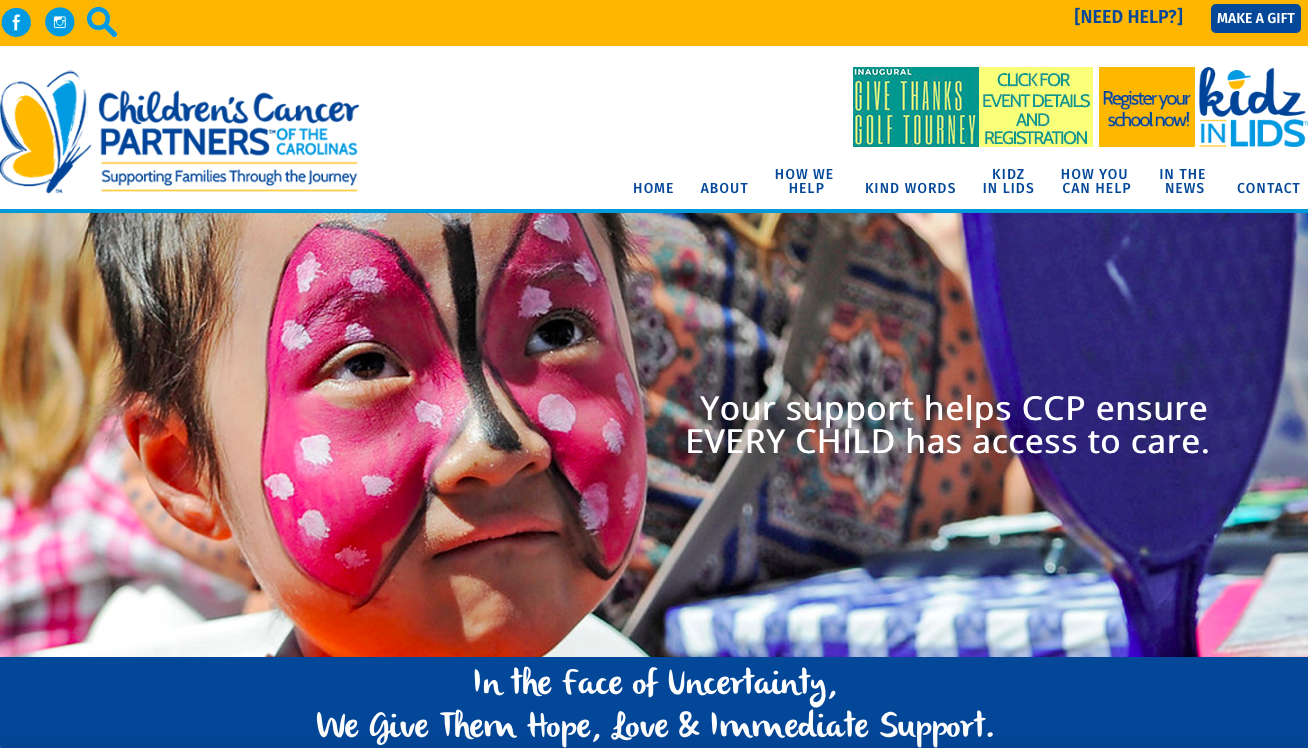 [NEED HELP?]
MAKE A GIFT
Children's Cancer
PARTNERS™ OF THE
CAROLINAS
Supporting Families Through the Journey
™
INAUGURAL
GIVE THANKS
GOLF TOURNEY
CLICK FOR
EVENT DETAILS
AND
REGISTRATION
Register your
school now!
kidz
IN LIDS
HOME
ABOUT
HOW WE
HELP
KIND WORDS
KIDZ
IN LIDS
HOW YOU
CAN HELP
IN THE
NEWS
CONTACT
Your support helps CCP ensure
EVERY CHILD has access to care.
In the Face of Uncertainty,
We Give Them Hope, Love & Immediate Support.